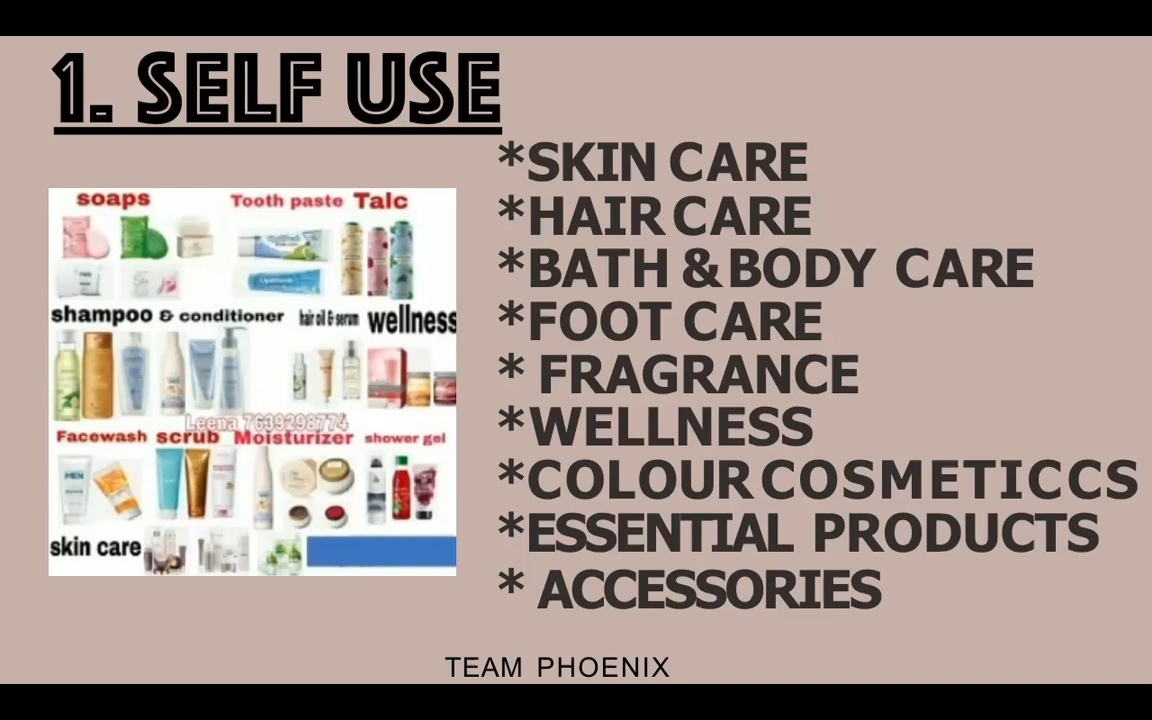 1. SELF USE
*SKIN CARE
*HAIR CARE
*BATH & BODY CARE
*FOOT CARE
* FRAGRANCE
*WELLNESS
*COLOUR COSMETICCS
*ESSENTIAL PRODUCTS
* ACCESSORIES
soaps Tooth paste Talc
shampoo & conditioner hair oil & serum wellness
Leena 7639298774
Facewash scrub Moisturizer shower gel
MEN
skin care
TEAM PHOENIX